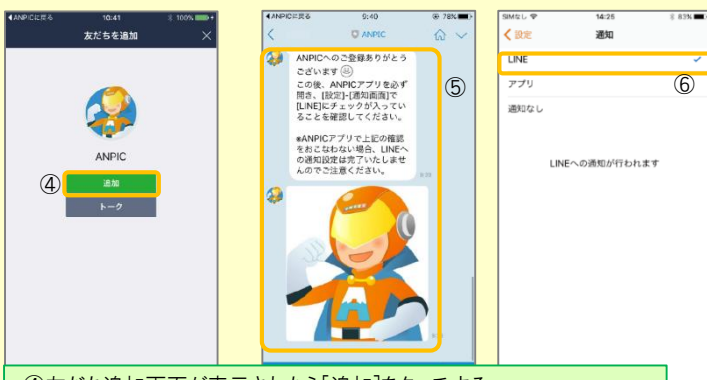 ◀ANPICに戻る 10:41 100%
友だちを追加
ANPIC
④ 追加
トーク
◀ANPICに戻る 9:40 78%
ANPIC
ANPICへのご登録ありがとう
ございます
この後、ANPICアプリを必ず
開き、[設定]-[通知画面]で
[LINE]にチェックが入ってい
ることを確認してください。
※ANPICアプリで上記の確認
をおこなわない場合、LINEへ
の通知設定は完了いたしませ
んのでご注意ください。
⑤
SIMなし 14:25 83%
設定 通知
LINE
⑥
アプリ
通知なし
LINEへの通知が行われます